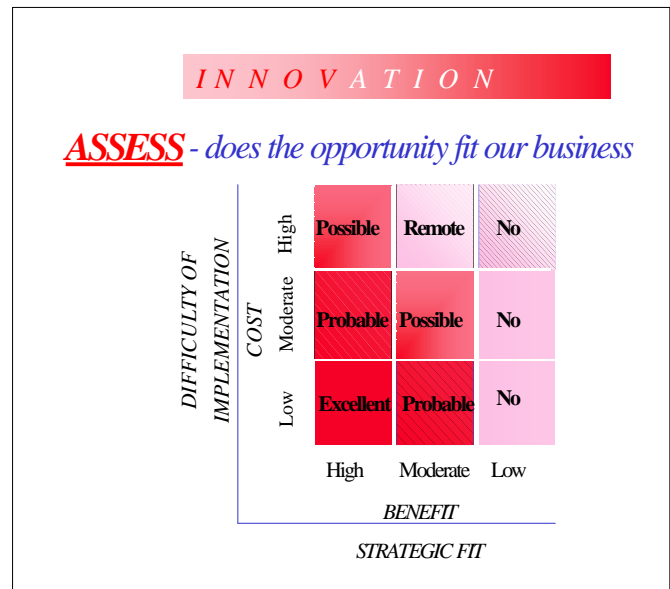 INNOVATION
ASSESS - does the opportunity fit our business
DIFFICULTY OF
IMPLEMENTATION
COST
High
Possible
Remote
No
Moderate
Probable
Possible
No
Low
Excellent
Probable
No
High
Moderate
Low
BENEFIT
STRATEGIC FIT